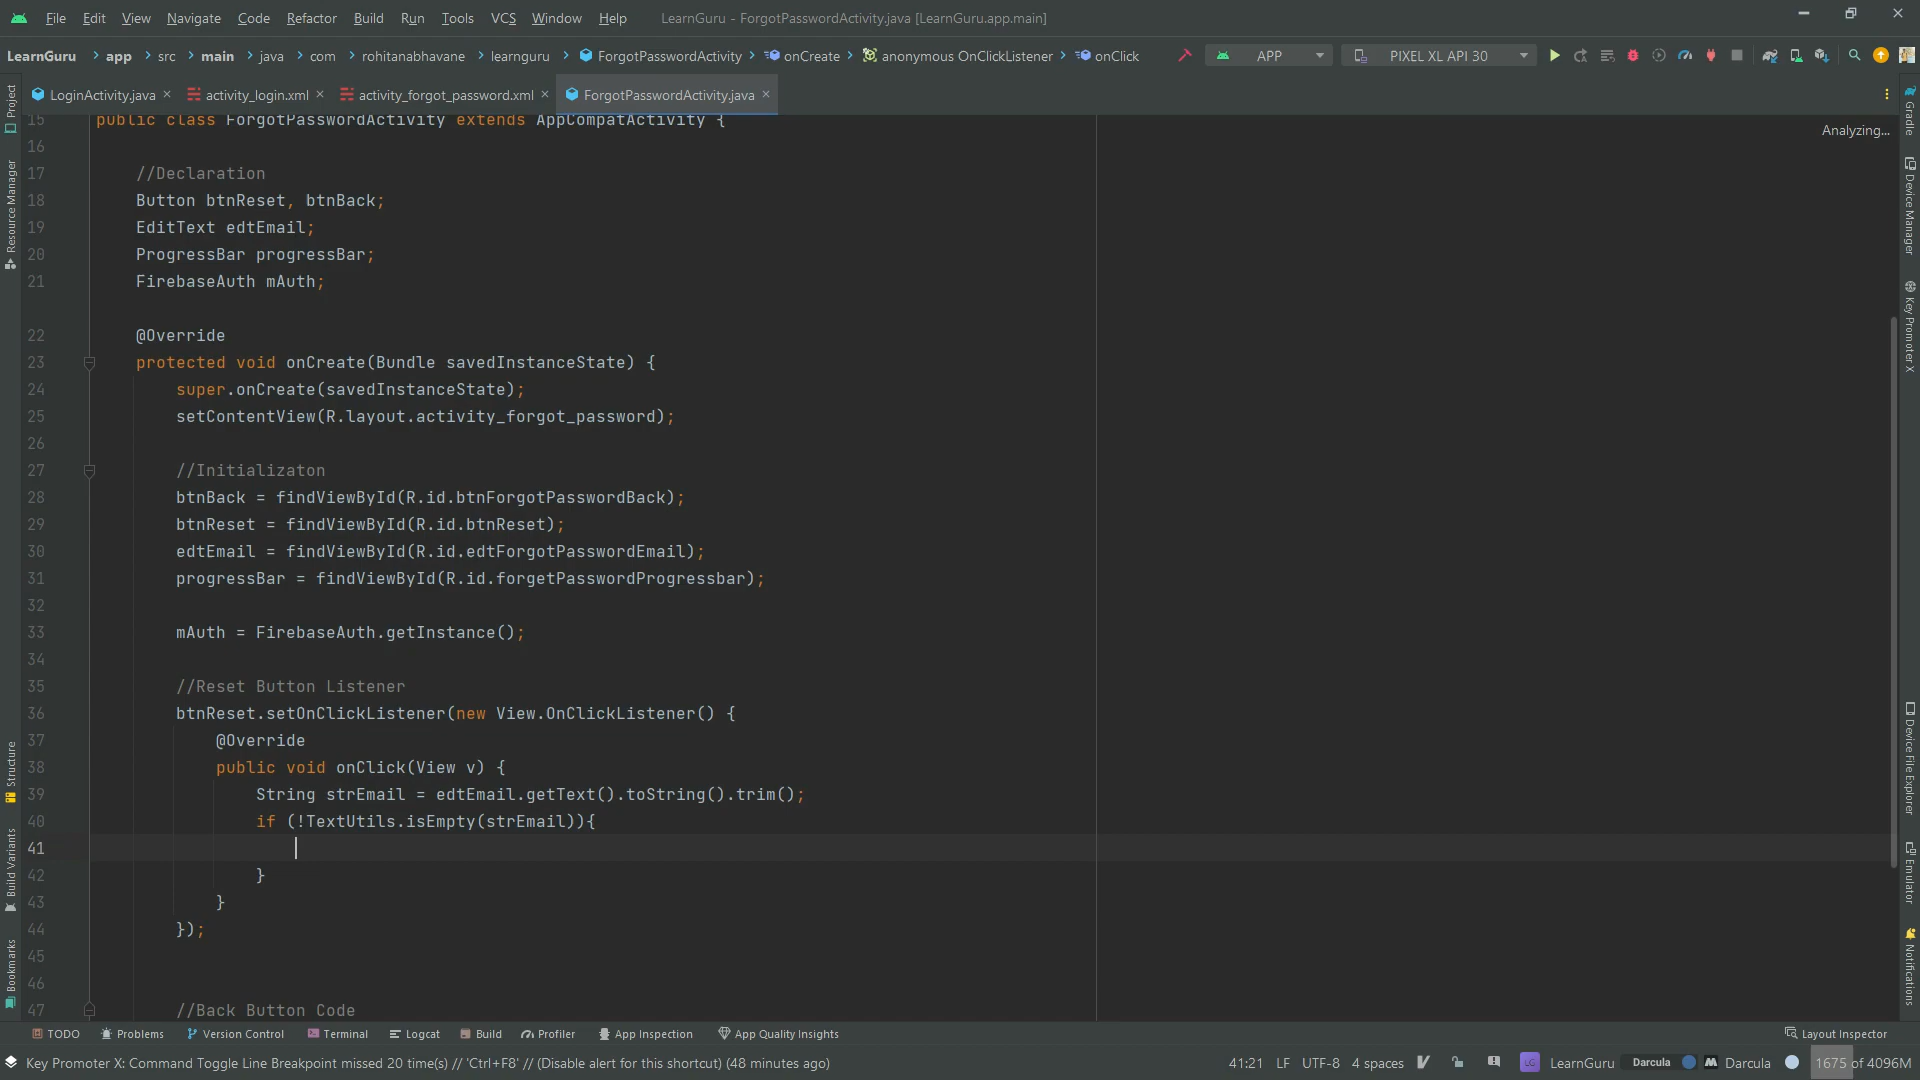 File Edit View Navigate Code Refactor Build Run Tools VCS Window Help LearnGuru - ForgotPasswordActivity.java [LearnGuru.app.main]
LearnGuru app src main java com rohitanabhavane learnguru ForgotPasswordActivity onCreate anonymous OnClickListener onClick APP PIXEL XL API 30
LoginActivity.java activity_login.xml activity_forgot_password.xml ForgotPasswordActivity.java
Analyzing...
15 public class ForgotPasswordActivity extends AppCompatActivity {
16
17 //Declaration
18 Button btnReset, btnBack;
19 EditText edtEmail;
20 ProgressBar progressBar;
21 FirebaseAuth mAuth;
22 @Override
23 protected void onCreate(Bundle savedInstanceState) {
24 super.onCreate(savedInstanceState);
25 setContentView(R.layout.activity_forgot_password);
26
27 //Initializaton
28 btnBack = findViewById(R.id.btnForgotPasswordBack);
29 btnReset = findViewById(R.id.btnReset);
30 edtEmail = findViewById(R.id.edtForgotPasswordEmail);
31 progressBar = findViewById(R.id.forgetPasswordProgressbar);
32
33 mAuth = FirebaseAuth.getInstance();
34
35 //Reset Button Listener
36 btnReset.setOnClickListener(new View.OnClickListener() {
37 @Override
38 public void onClick(View v) {
39 String strEmail = edtEmail.getText().toString().trim();
40 if (!TextUtils.isEmpty(strEmail)){
41
42 }
43 }
44 });
45
46
47 //Back Button Code
Project
Resource Manager
Structure
Build Variants
Bookmarks
Gradle
Device Manager
Key Promoter X
Device File Explorer
Emulator
Notifications
TODO Problems Version Control Terminal Logcat Build Profiler App Inspection App Quality Insights Layout Inspector
Key Promoter X: Command Toggle Line Breakpoint missed 20 time(s) // 'Ctrl+F8' // (Disable alert for this shortcut) (48 minutes ago) 41:21 LF UTF-8 4 spaces LG LearnGuru Darcula Darcula 1675 of 4096M